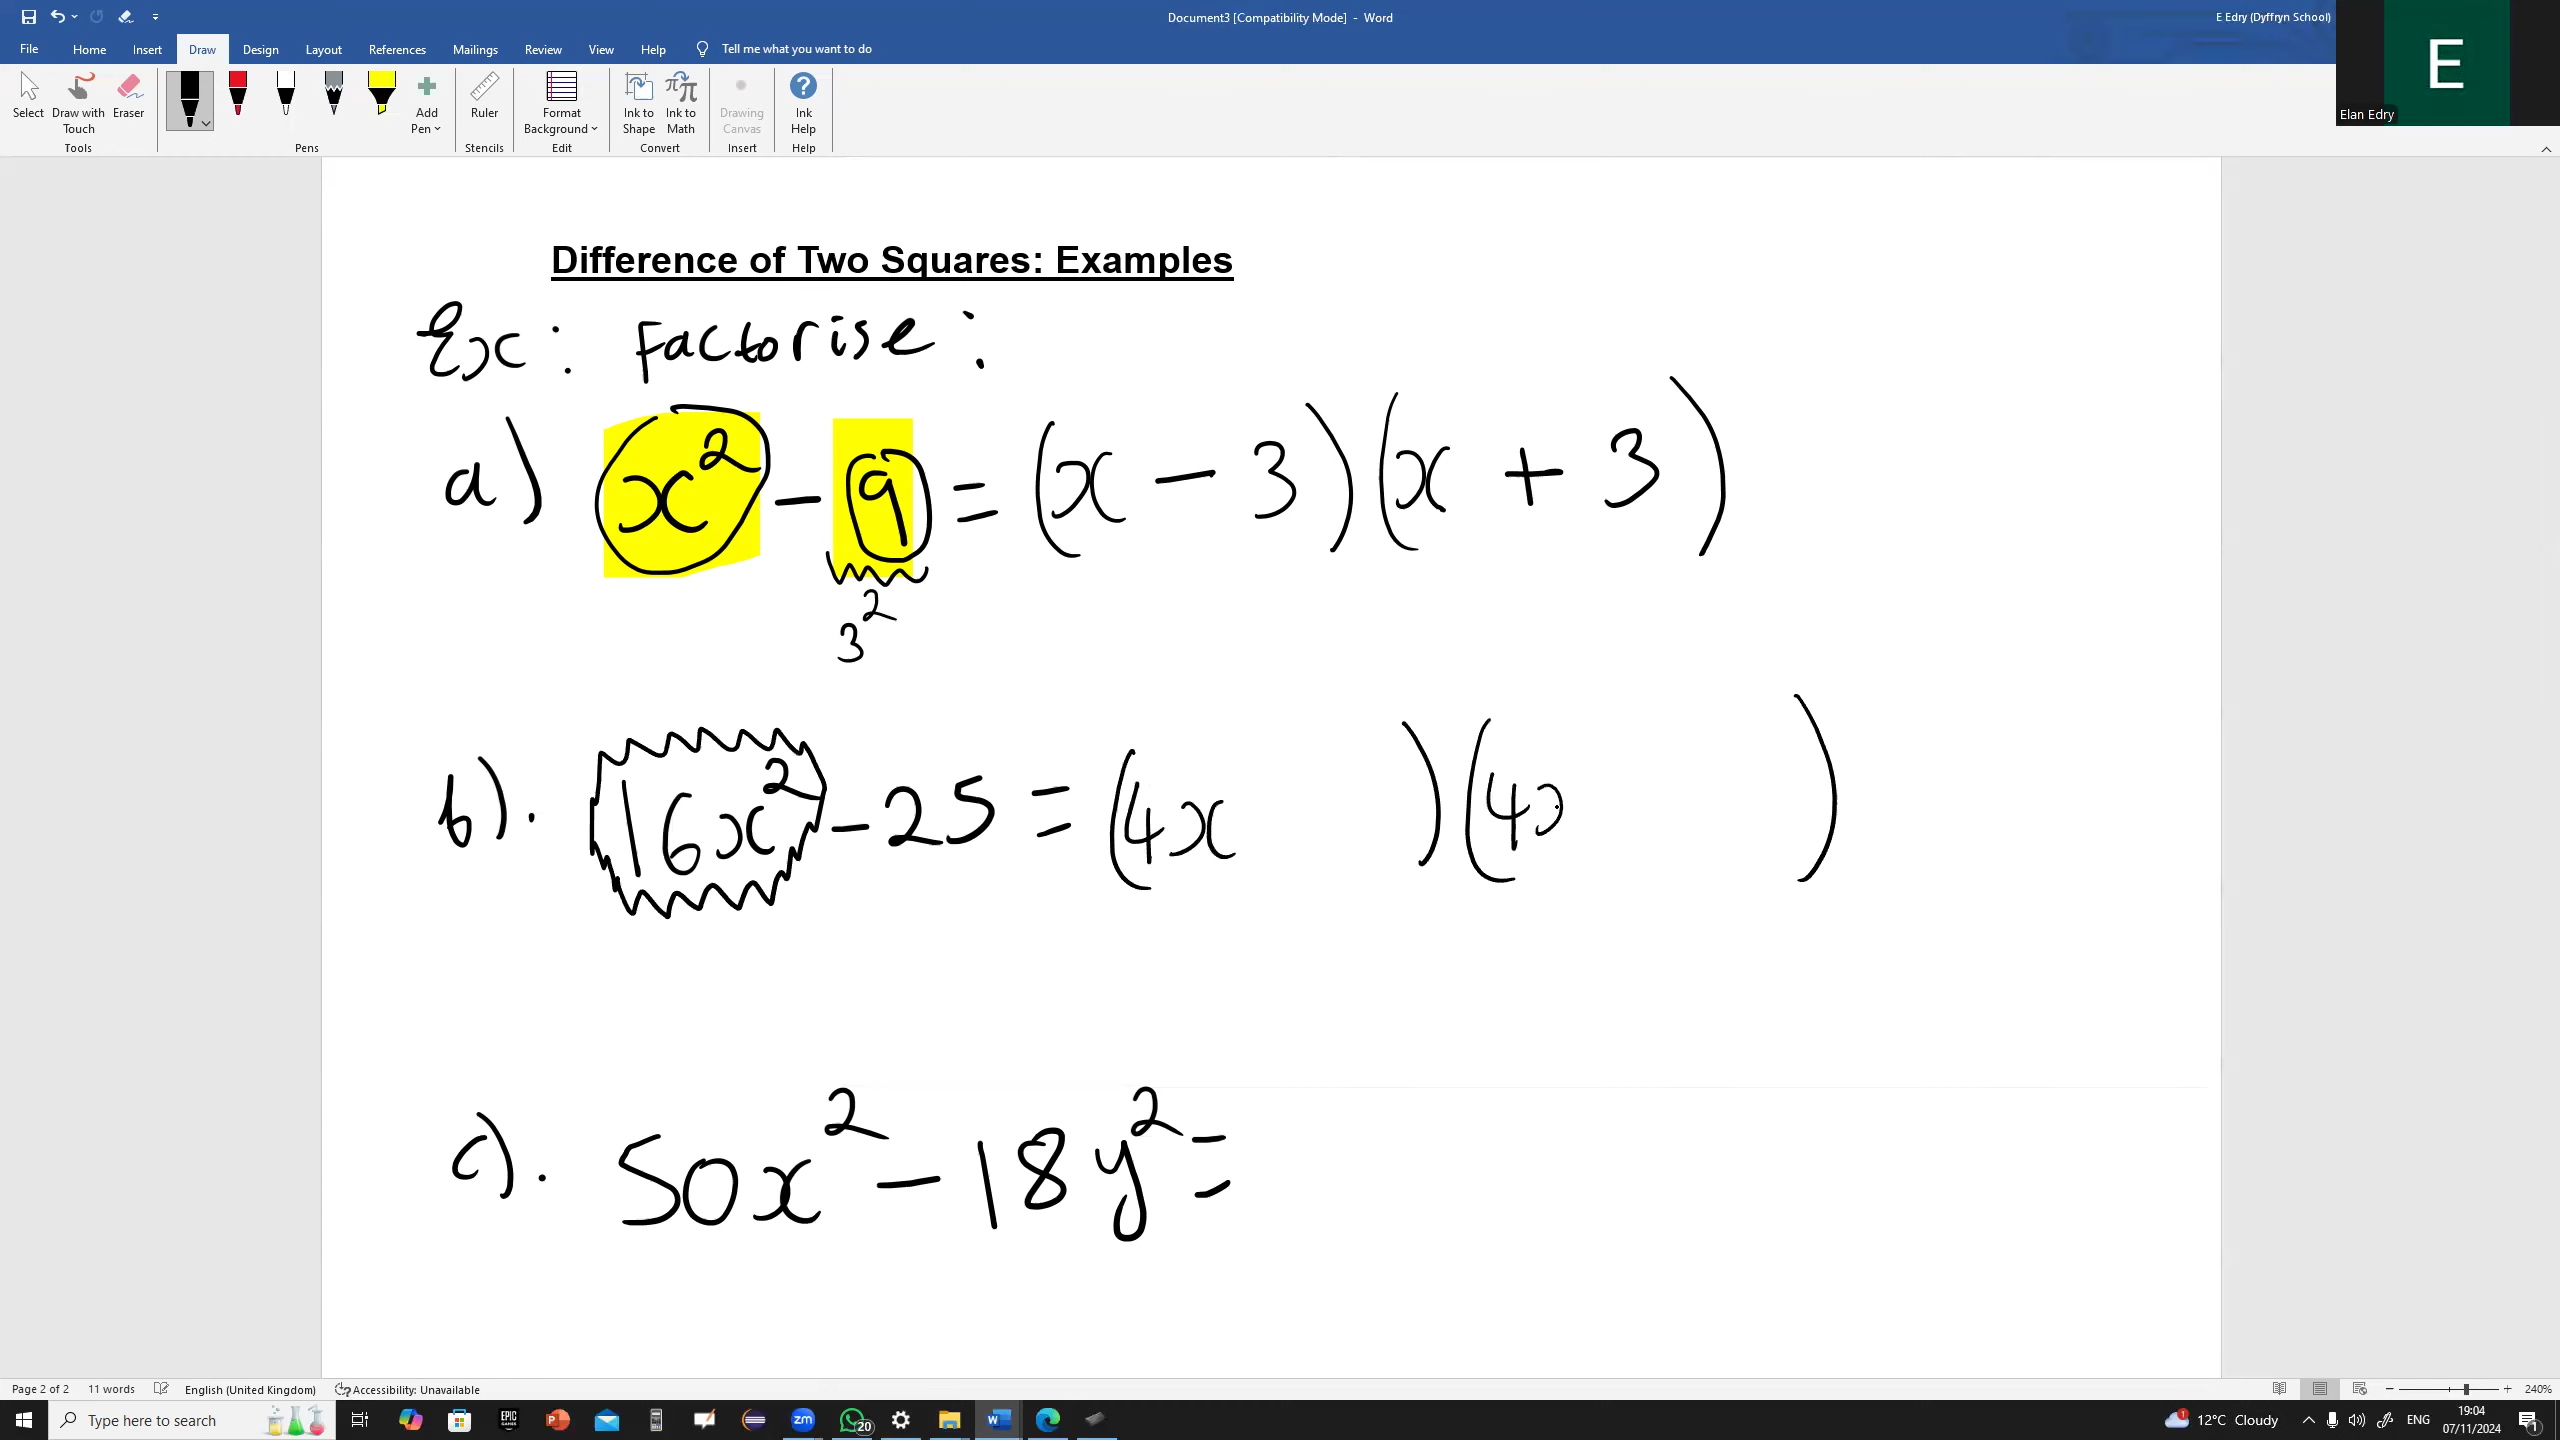 Document3 [Compatibility Mode] - Word
E Edry (Dyffryn School)
E
Elan Edry
File Home Insert Draw Design Layout References Mailings Review View Help Tell me what you want to do
Select
Draw with Touch
Eraser
Add Pen
Ruler
Format Background
Ink to Shape
Ink to Math
Drawing Canvas
Ink Help
Tools Pens Stencils Edit Convert Insert Help
Difference of Two Squares: Examples
Ex: Factorise:
a) x² - 9 = (x - 3)(x + 3)
3²
b). 16x² - 25 = (4x )(4x )
c). 50x² - 18y² =
Page 2 of 2 11 words English (United Kingdom) Accessibility: Unavailable 240%
Type here to search
EPIC GAMES
zm
20
12°C Cloudy
ENG
19:04
07/11/2024
1